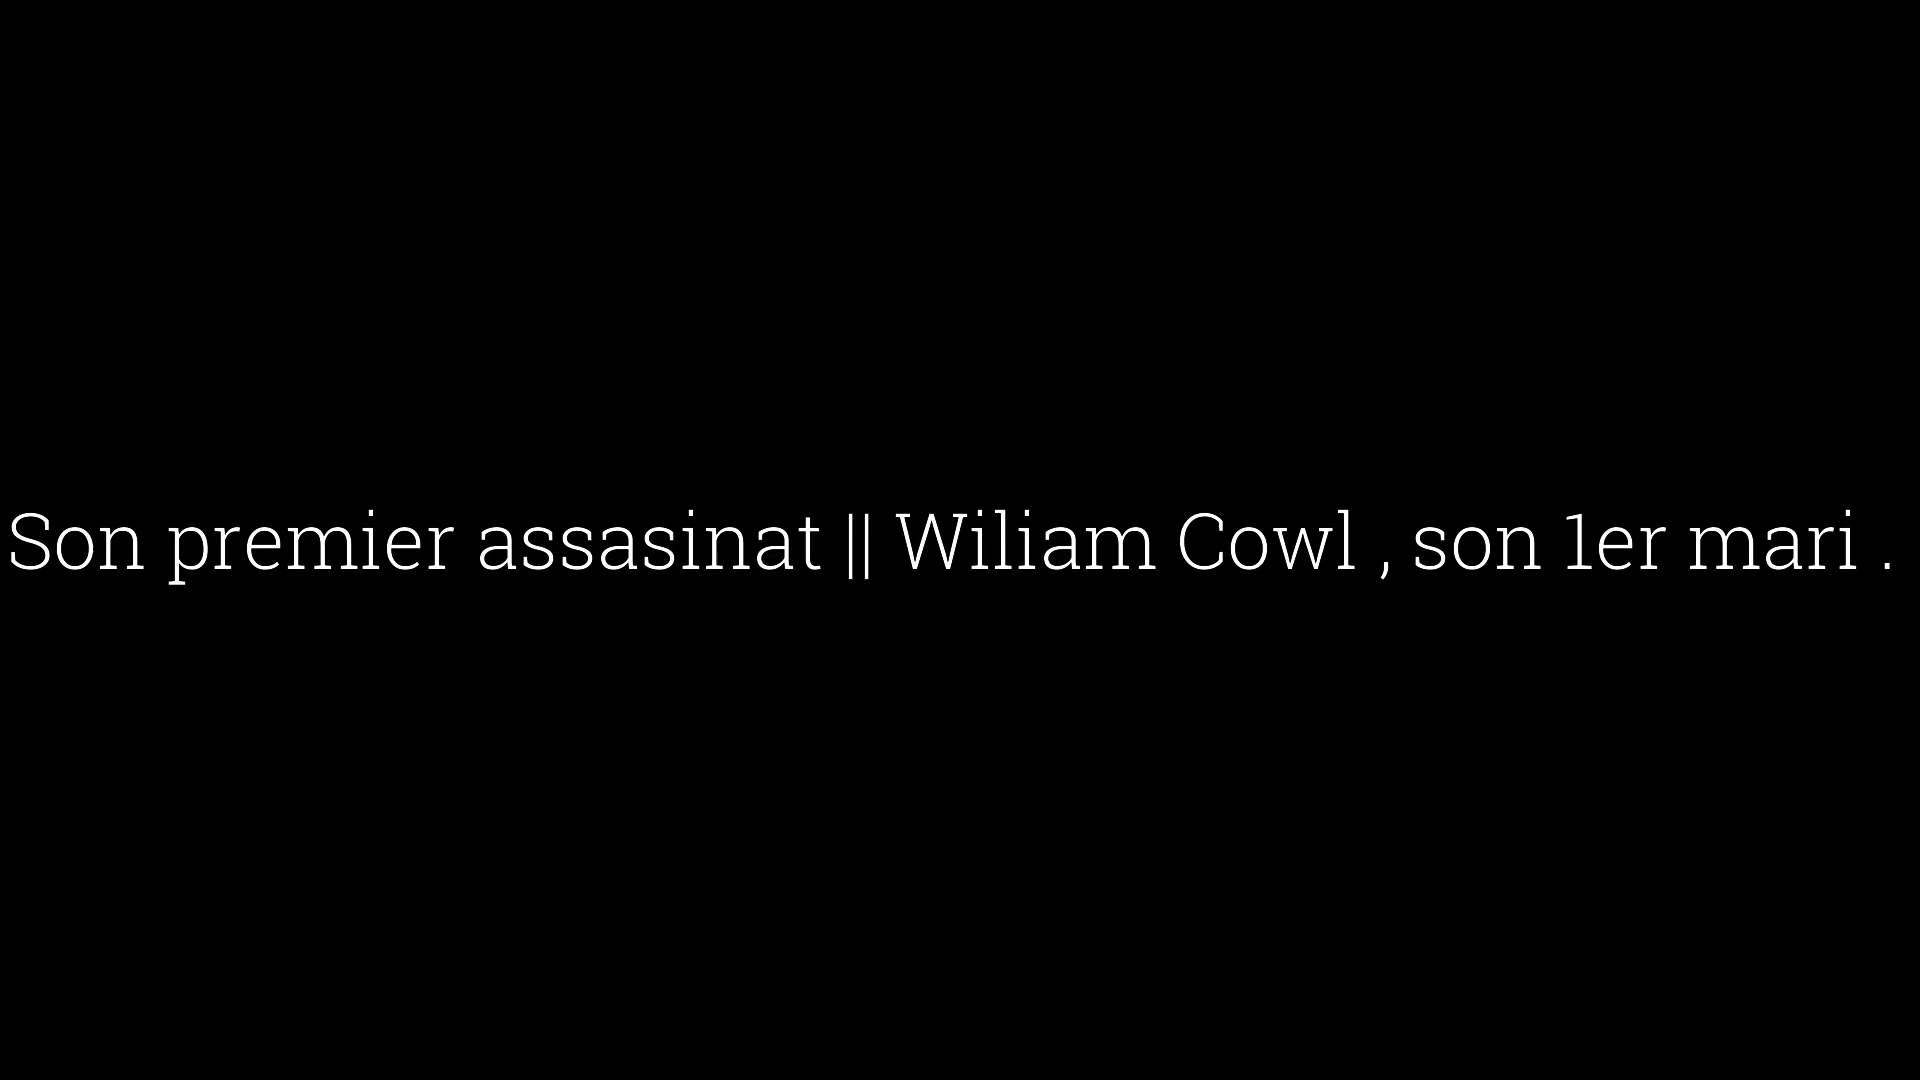 Son premier assasinat || Wiliam Cowl , son 1er mari .